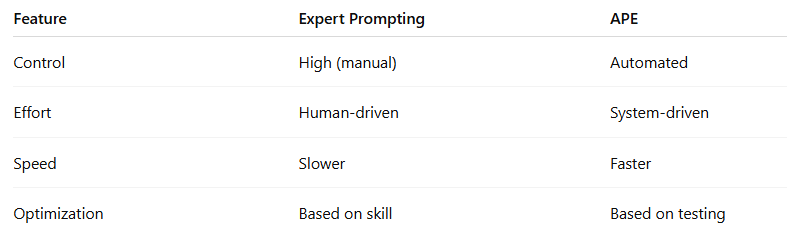 Feature Expert Prompting APE
Control High (manual) Automated
Effort Human-driven System-driven
Speed Slower Faster
Optimization Based on skill Based on testing